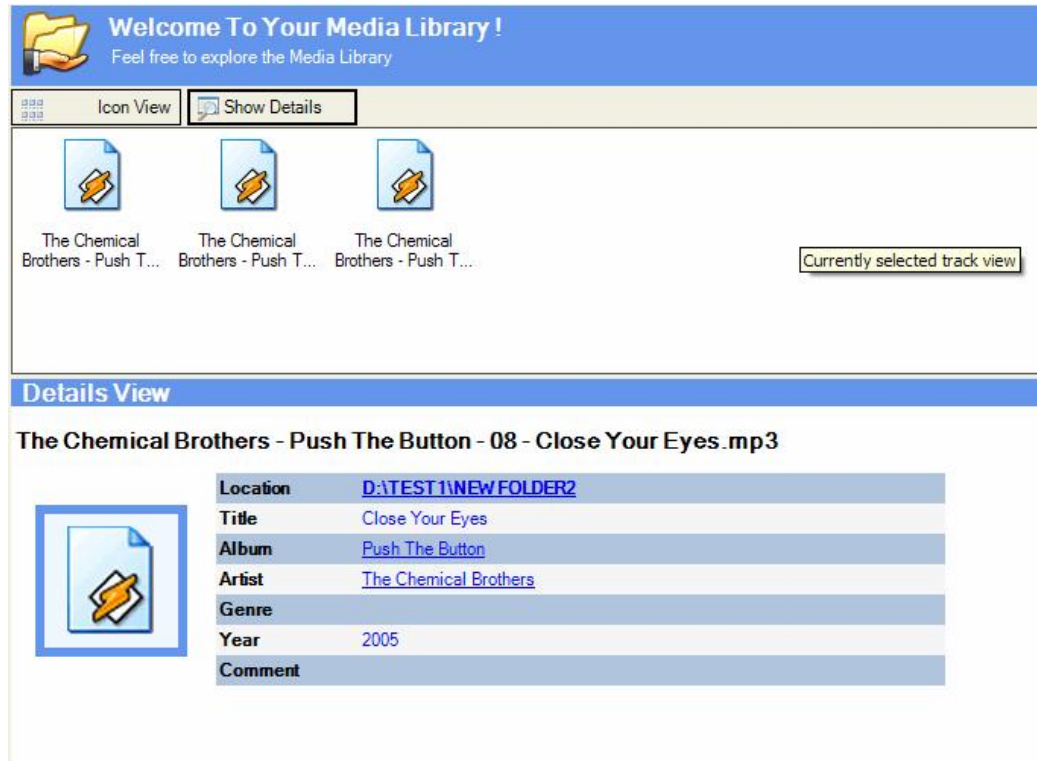 Welcome To Your Media Library !
Feel free to explore the Media Library
Icon View
Show Details
The Chemical
Brothers - Push T...
The Chemical
Brothers - Push T...
The Chemical
Brothers - Push T...
Currently selected track view
Details View
The Chemical Brothers - Push The Button - 08 - Close Your Eyes.mp3
Location D:\TEST1\NEW FOLDER2
Title Close Your Eyes
Album Push The Button
Artist The Chemical Brothers
Genre
Year 2005
Comment